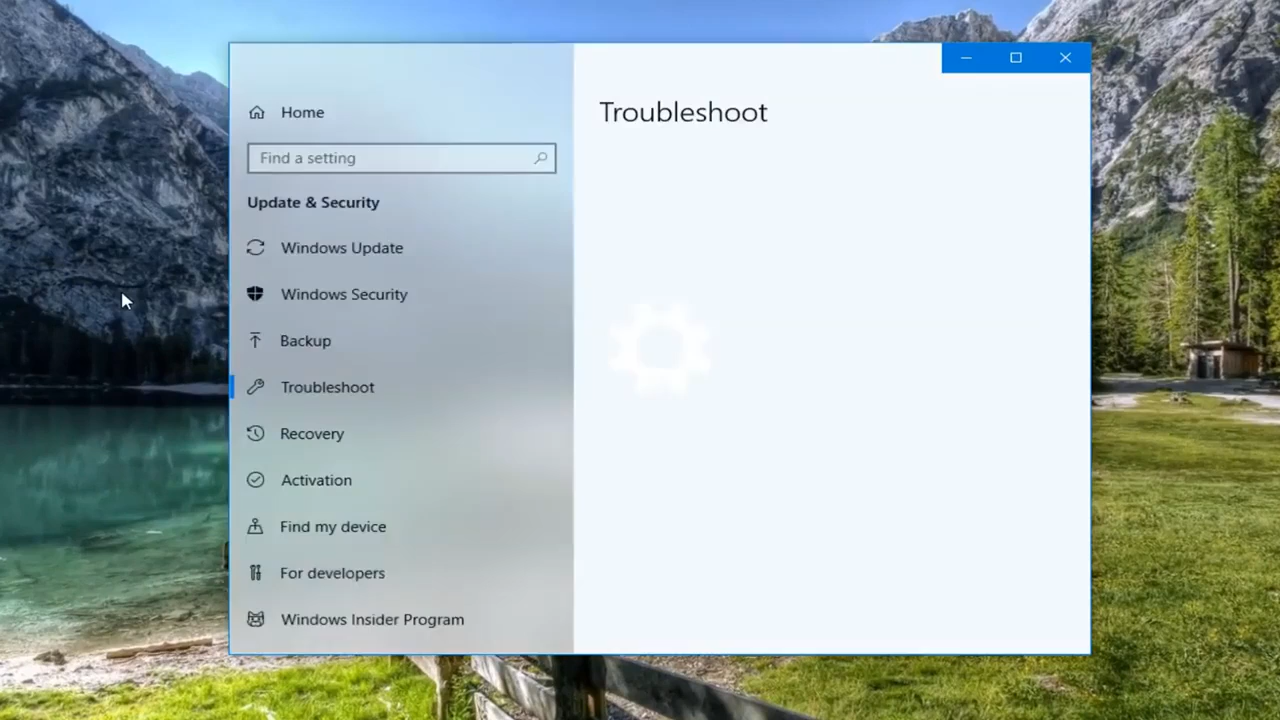 Home
Troubleshoot
Find a setting
Update & Security
Windows Update
Windows Security
Backup
Troubleshoot
Recovery
Activation
Find my device
For developers
Windows Insider Program